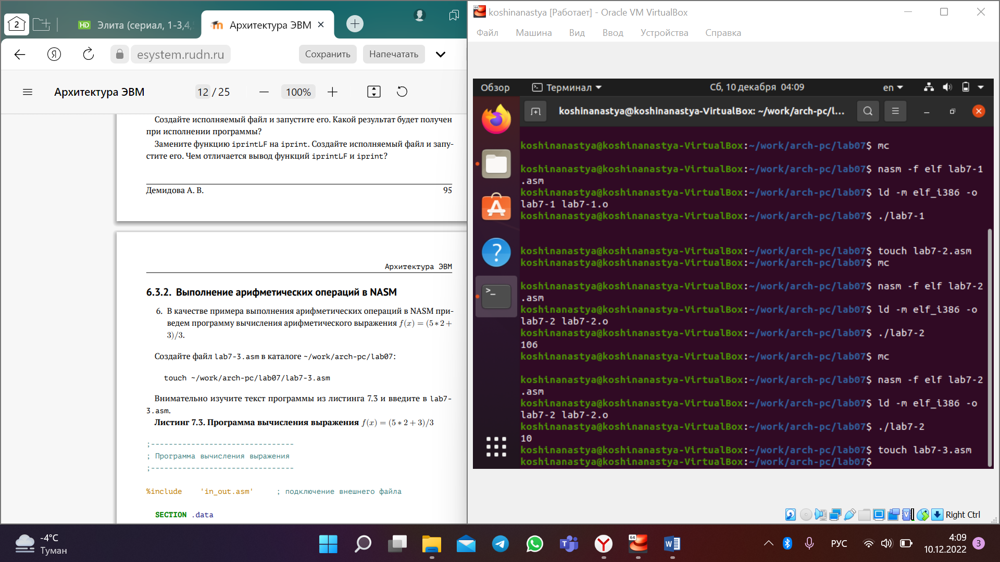 2
HD Элита (сериал, 1-3,4,
Архитектура ЭВМ
esystem.rudn.ru
Сохранить
Напечатать
Архитектура ЭВМ
12 / 25
100%
Создайте исполняемый файл и запустите его. Какой результат будет получен
при исполнении программы?
Замените функцию iprintLF на iprint. Создайте исполняемый файл и запу-
стите его. Чем отличается вывод функций iprintLF и iprint?
Демидова А. В. 95
Архитектура ЭВМ
6.3.2. Выполнение арифметических операций в NASM
6. В качестве примера выполнения арифметических операций в NASM при-
ведем программу вычисления арифметического выражения f(x) = (5 ∗ 2 +
3)/3.
Создайте файл lab7-3.asm в каталоге ~/work/arch-pc/lab07:
touch ~/work/arch-pc/lab07/lab7-3.asm
Внимательно изучите текст программы из листинга 7.3 и введите в lab7-
3.asm.
Листинг 7.3. Программа вычисления выражения f(x) = (5 ∗ 2 + 3)/3
;--------------------------------
; Программа вычисления выражения
;--------------------------------
%include 'in_out.asm' ; подключение внешнего файла
SECTION .data
koshinanastya [Работает] - Oracle VM VirtualBox
Файл Машина Вид Ввод Устройства Справка
Обзор Терминал Сб, 10 декабря 04:09 en
koshinanastya@koshinanastya-VirtualBox: ~/work/arch-pc/l...
koshinanastya@koshinanastya-VirtualBox:~/work/arch-pc/lab07$ mc
koshinanastya@koshinanastya-VirtualBox:~/work/arch-pc/lab07$ nasm -f elf lab7-1
.asm
koshinanastya@koshinanastya-VirtualBox:~/work/arch-pc/lab07$ ld -m elf_i386 -o
lab7-1 lab7-1.o
koshinanastya@koshinanastya-VirtualBox:~/work/arch-pc/lab07$ ./lab7-1
koshinanastya@koshinanastya-VirtualBox:~/work/arch-pc/lab07$ touch lab7-2.asm
koshinanastya@koshinanastya-VirtualBox:~/work/arch-pc/lab07$ mc
koshinanastya@koshinanastya-VirtualBox:~/work/arch-pc/lab07$ nasm -f elf lab7-2
.asm
koshinanastya@koshinanastya-VirtualBox:~/work/arch-pc/lab07$ ld -m elf_i386 -o
lab7-2 lab7-2.o
koshinanastya@koshinanastya-VirtualBox:~/work/arch-pc/lab07$ ./lab7-2
106
koshinanastya@koshinanastya-VirtualBox:~/work/arch-pc/lab07$ mc
koshinanastya@koshinanastya-VirtualBox:~/work/arch-pc/lab07$ nasm -f elf lab7-2
.asm
koshinanastya@koshinanastya-VirtualBox:~/work/arch-pc/lab07$ ld -m elf_i386 -o
lab7-2 lab7-2.o
koshinanastya@koshinanastya-VirtualBox:~/work/arch-pc/lab07$ ./lab7-2
10
koshinanastya@koshinanastya-VirtualBox:~/work/arch-pc/lab07$ touch lab7-3.asm
koshinanastya@koshinanastya-VirtualBox:~/work/arch-pc/lab07$
Right Ctrl
-4°C
Туман
РУС
4:09
10.12.2022
3